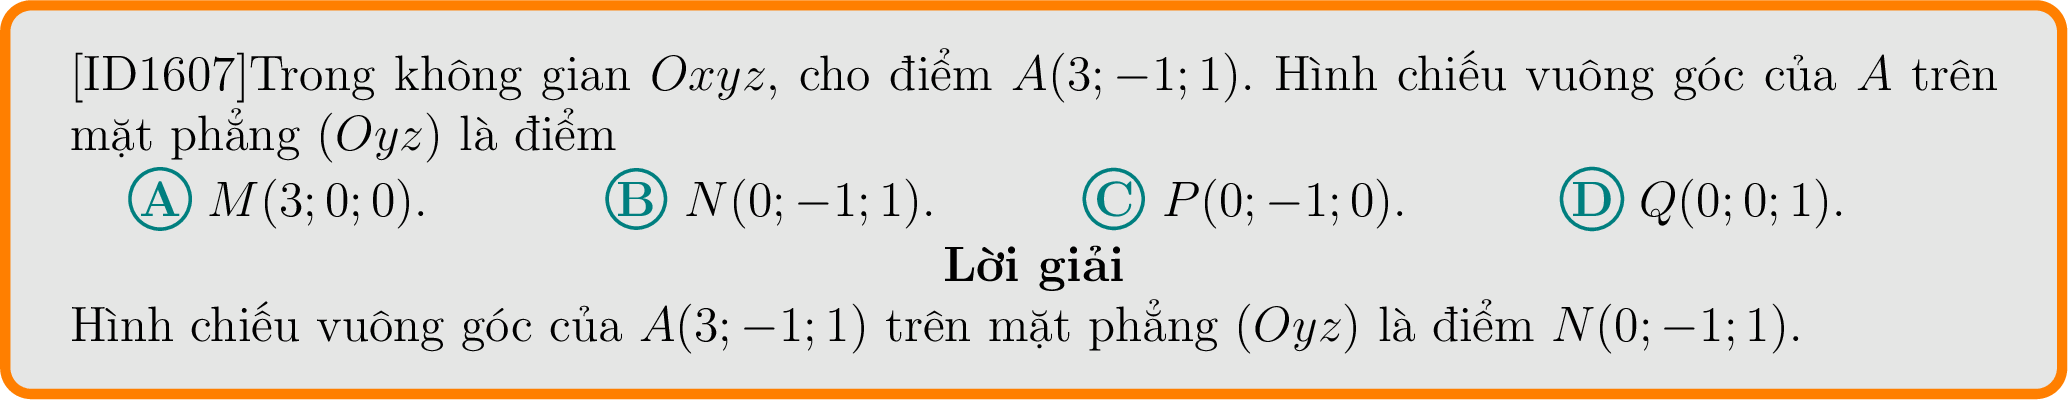 [ID1607]Trong không gian Oxyz, cho điểm A(3; −1; 1). Hình chiếu vuông góc của A trên
mặt phẳng (Oyz) là điểm
A M(3; 0; 0). B N(0; −1; 1). C P(0; −1; 0). D Q(0; 0; 1).
Lời giải
Hình chiếu vuông góc của A(3; −1; 1) trên mặt phẳng (Oyz) là điểm N(0; −1; 1).